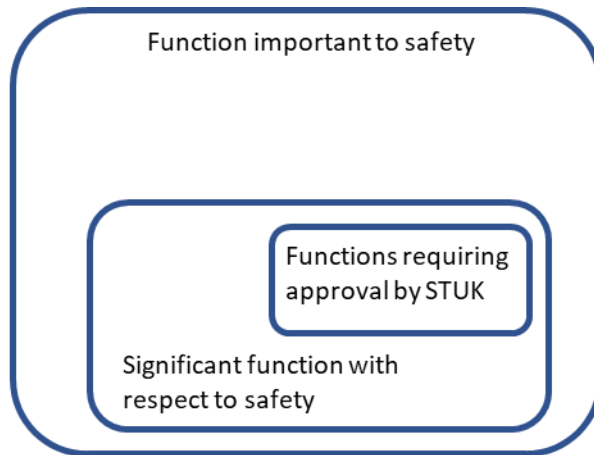 Function important to safety
Functions requiring
approval by STUK
Significant function with
respect to safety